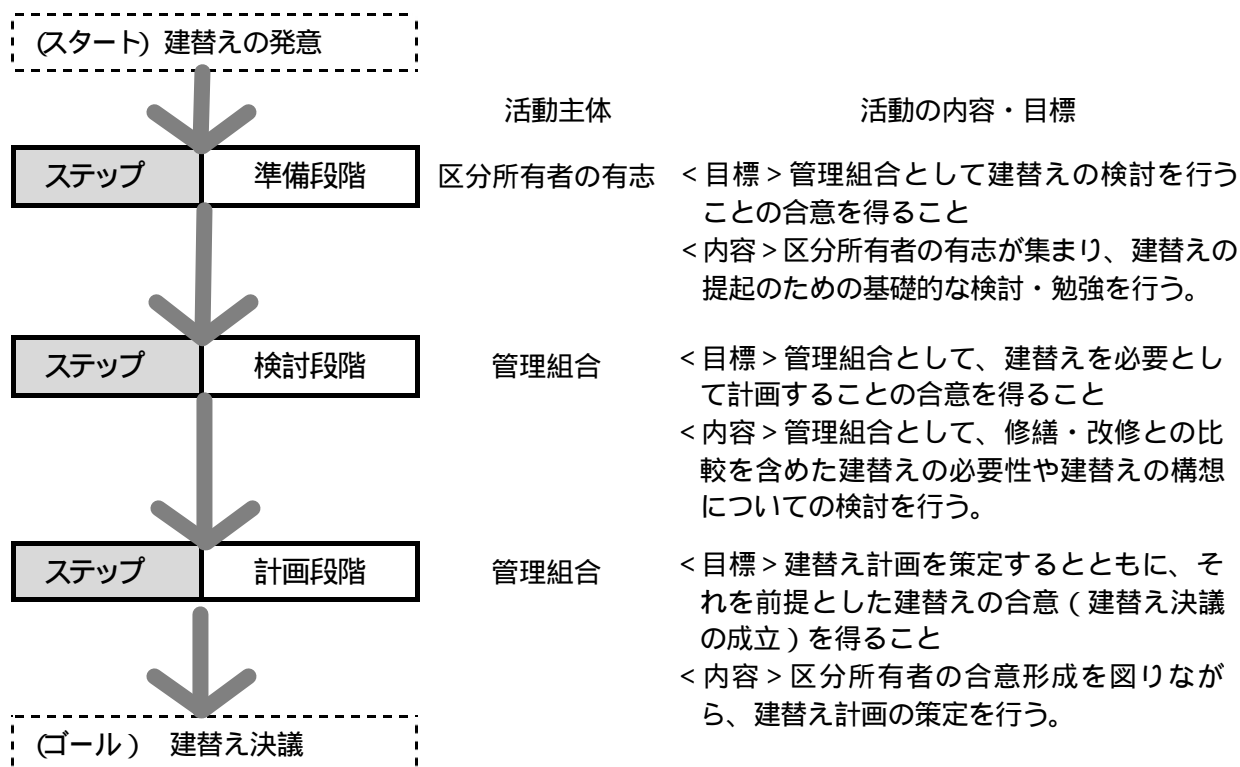 (スタート) 建替えの発意
活動主体 活動の内容・目標
ステップ 準備段階 区分所有者の有志
<目標>管理組合として建替えの検討を行う
ことの合意を得ること
<内容>区分所有者の有志が集まり、建替えの
提起のための基礎的な検討・勉強を行う。
ステップ 検討段階 管理組合
<目標>管理組合として、建替えを必要とし
て計画することの合意を得ること
<内容>管理組合として、修繕・改修との比
較を含めた建替えの必要性や建替えの構想
についての検討を行う。
ステップ 計画段階 管理組合
<目標>建替え計画を策定するとともに、そ
れを前提とした建替えの合意(建替え決議
の成立)を得ること
<内容>区分所有者の合意形成を図りなが
ら、建替え計画の策定を行う。
(ゴール) 建替え決議